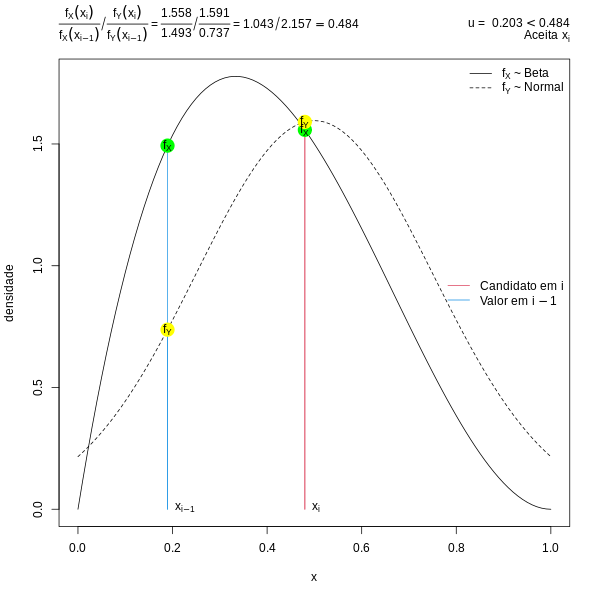 fX(xi)/fX(xi−1) / fY(xi)/fY(xi−1) = 1.558/1.493 / 1.591/0.737 = 1.043/2.157 = 0.484
u = 0.203 < 0.484
Aceita xi
fX ~ Beta
fY ~ Normal
Candidato em i
Valor em i − 1
fY
fX
fX
fY
xi−1
xi
densidade
0.0
0.5
1.0
1.5
0.0 0.2 0.4 0.6 0.8 1.0
x